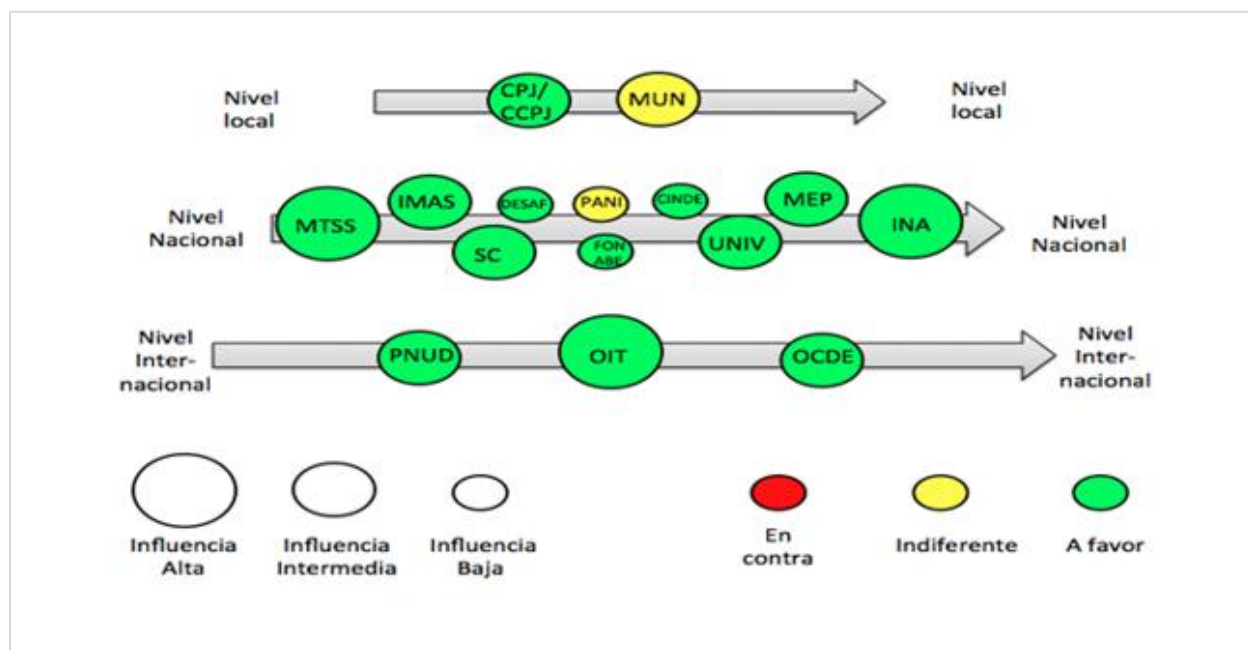 Nivel
local
CPJ/
CCPJ
MUN
Nivel
local
Nivel
Nacional
MTSS
IMAS
SC
DESAF
PANI
FON
ABE
CINDE
UNIV
MEP
INA
Nivel
Nacional
Nivel
Inter-
nacional
PNUD
OIT
OCDE
Nivel
Inter-
nacional
Influencia
Alta
Influencia
Intermedia
Influencia
Baja
En
contra
Indiferente
A favor